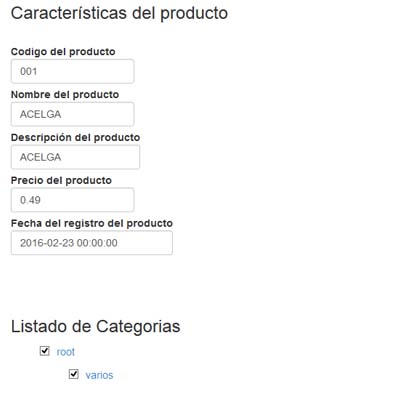 Características del producto
Codigo del producto
001
Nombre del producto
ACELGA
Descripción del producto
ACELGA
Precio del producto
0.49
Fecha del registro del producto
2016-02-23 00:00:00
Listado de Categorias
root
varios